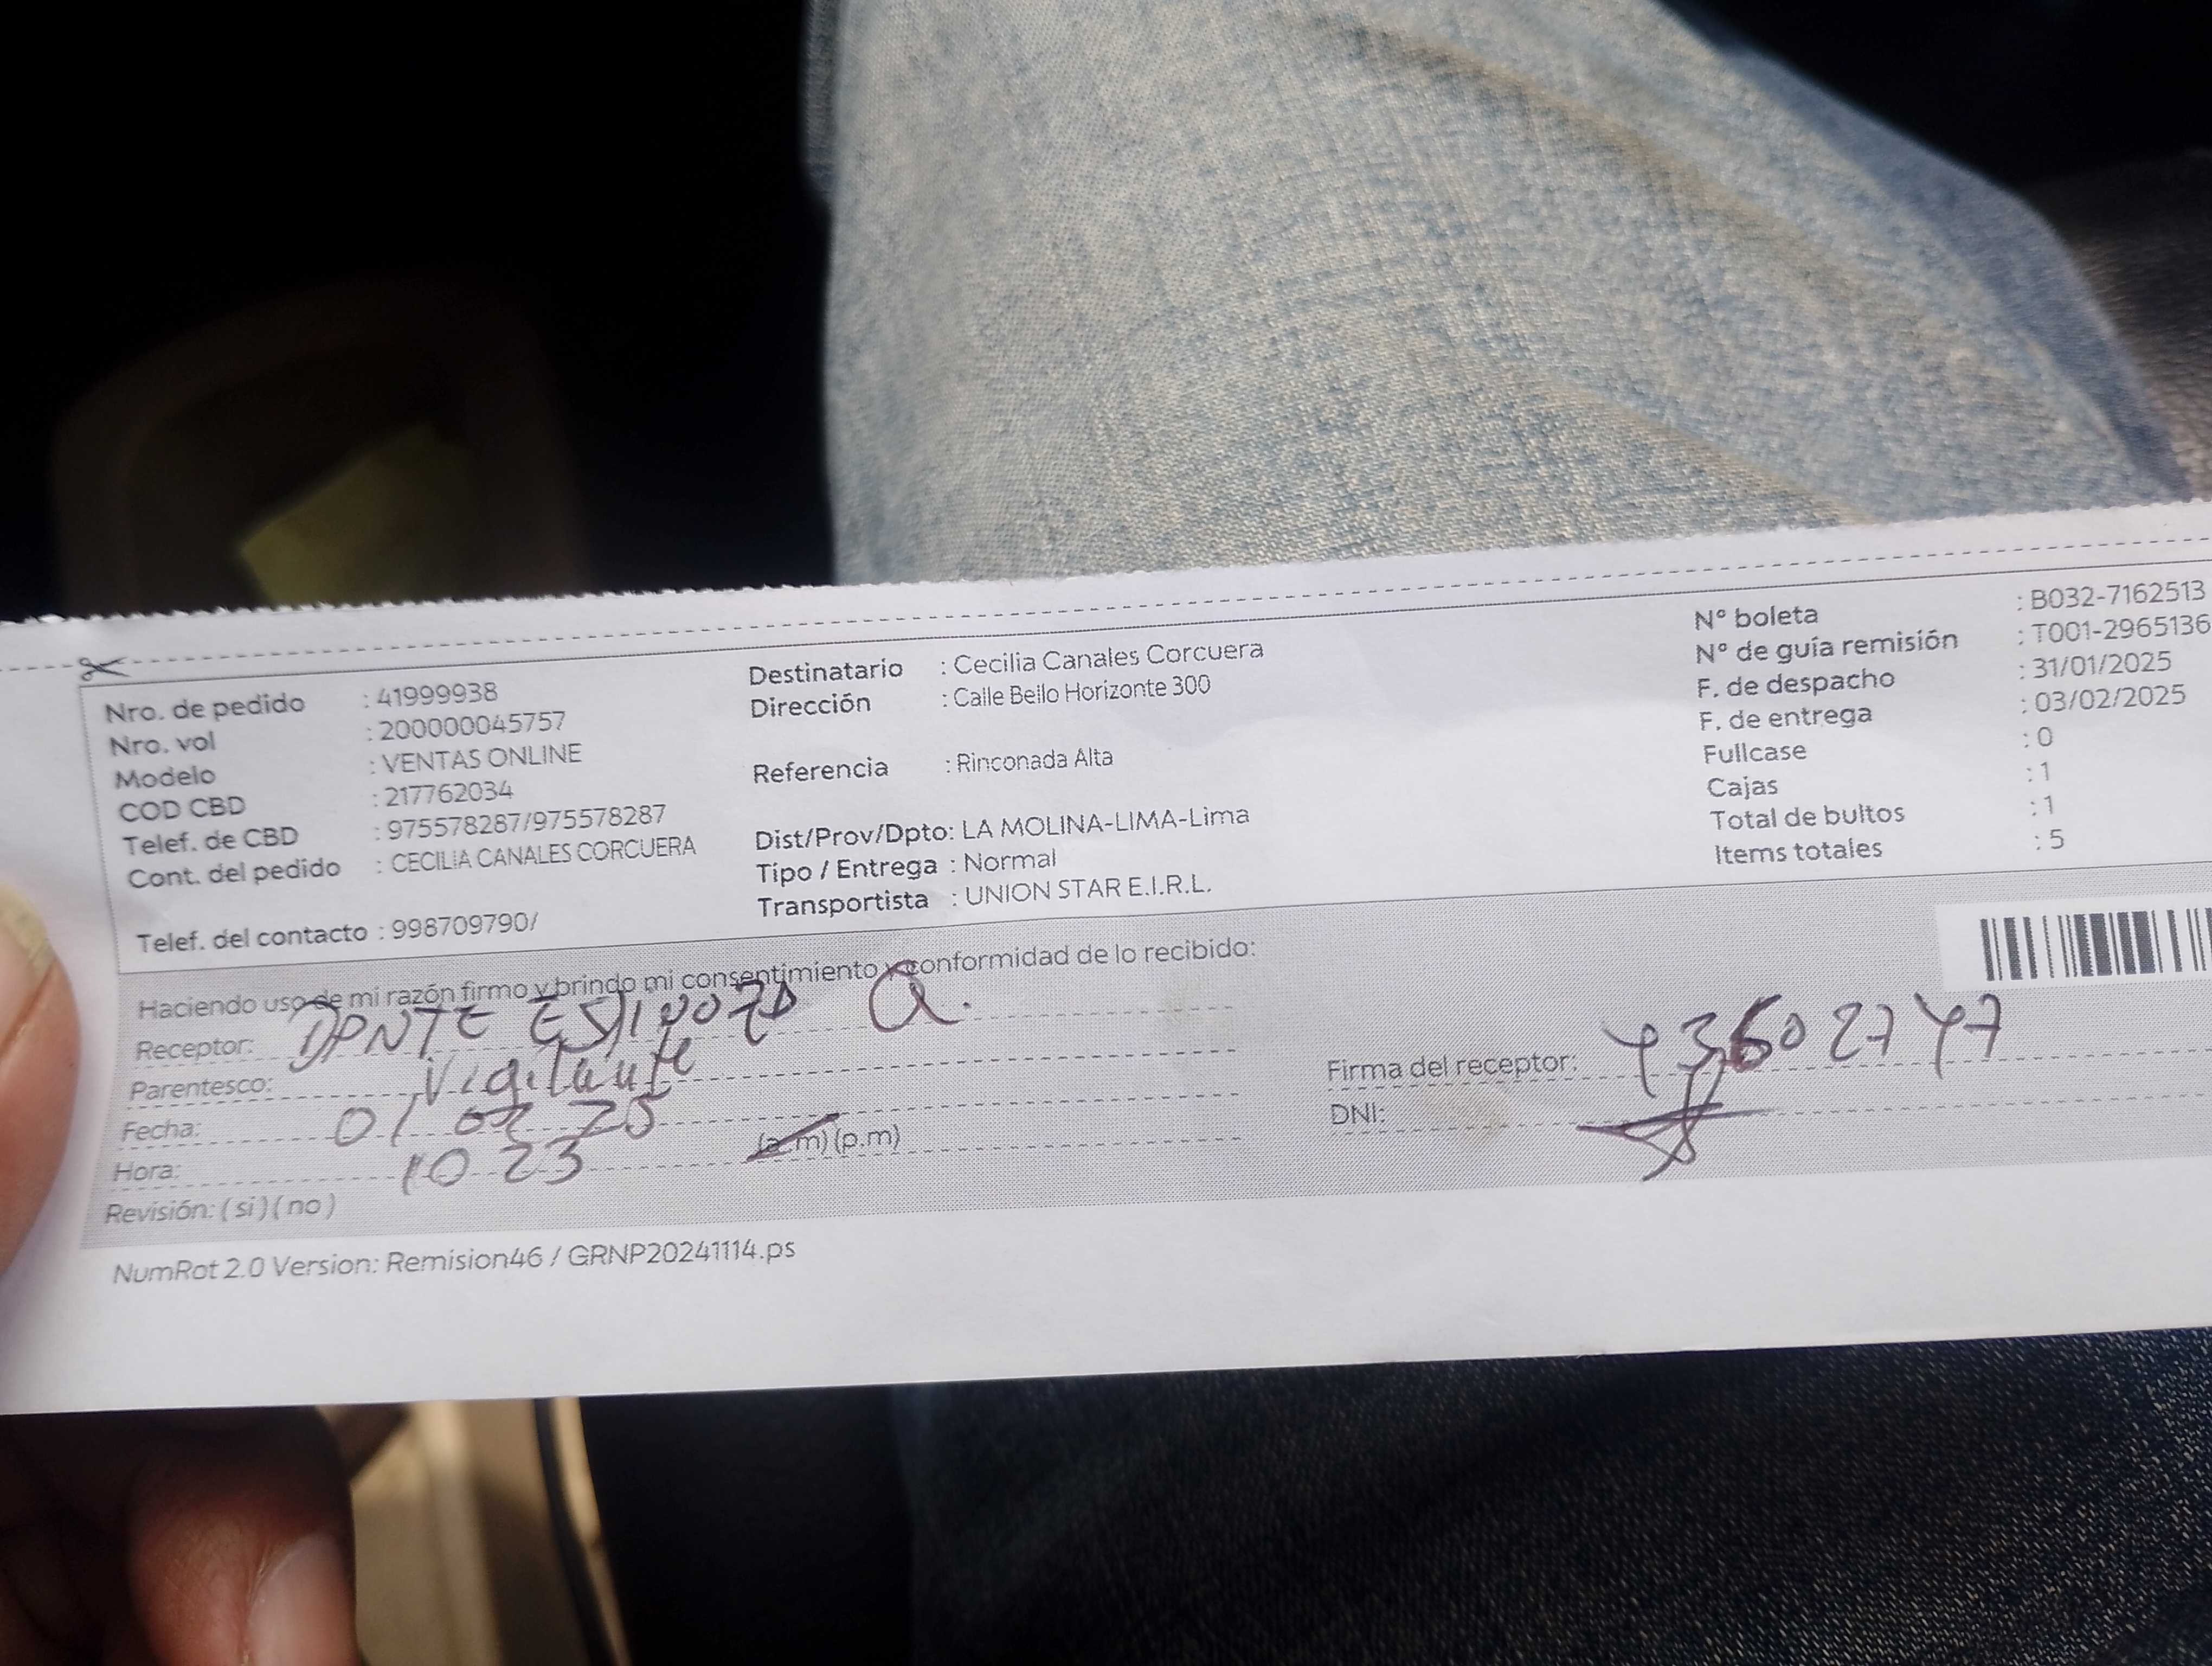 Nro. de pedido : 41999938
Nro. vol : 200000045757
Modelo : VENTAS ONLINE
COD CBD : 217762034
Telef. de CBD : 975578287/975578287
Cont. del pedido : CECILIA CANALES CORCUERA
Telef. del contacto : 998709790/
Destinatario : Cecilia Canales Corcuera
Dirección : Calle Bello Horizonte 300
Referencia : Rinconada Alta
Dist/Prov/Dpto: LA MOLINA-LIMA-Lima
Tipo / Entrega : Normal
Transportista : UNION STAR E.I.R.L.
N° boleta : B032-7162513
N° de guía remisión : T001-2965136
F. de despacho : 31/01/2025
F. de entrega : 03/02/2025
Fullcase : 0
Cajas : 1
Total de bultos : 1
Items totales : 5
Haciendo uso de mi razón firmo y brindo mi consentimiento y conformidad de lo recibido:
Receptor: A.
Parentesco: Vigilante
Fecha: 01 02 25
Hora: 10 23 (a.m) (p.m)
Revisión: ( si ) ( no )
Firma del receptor:
DNI:
NumRot 2.0 Version: Remision46 / GRNP20241114.ps